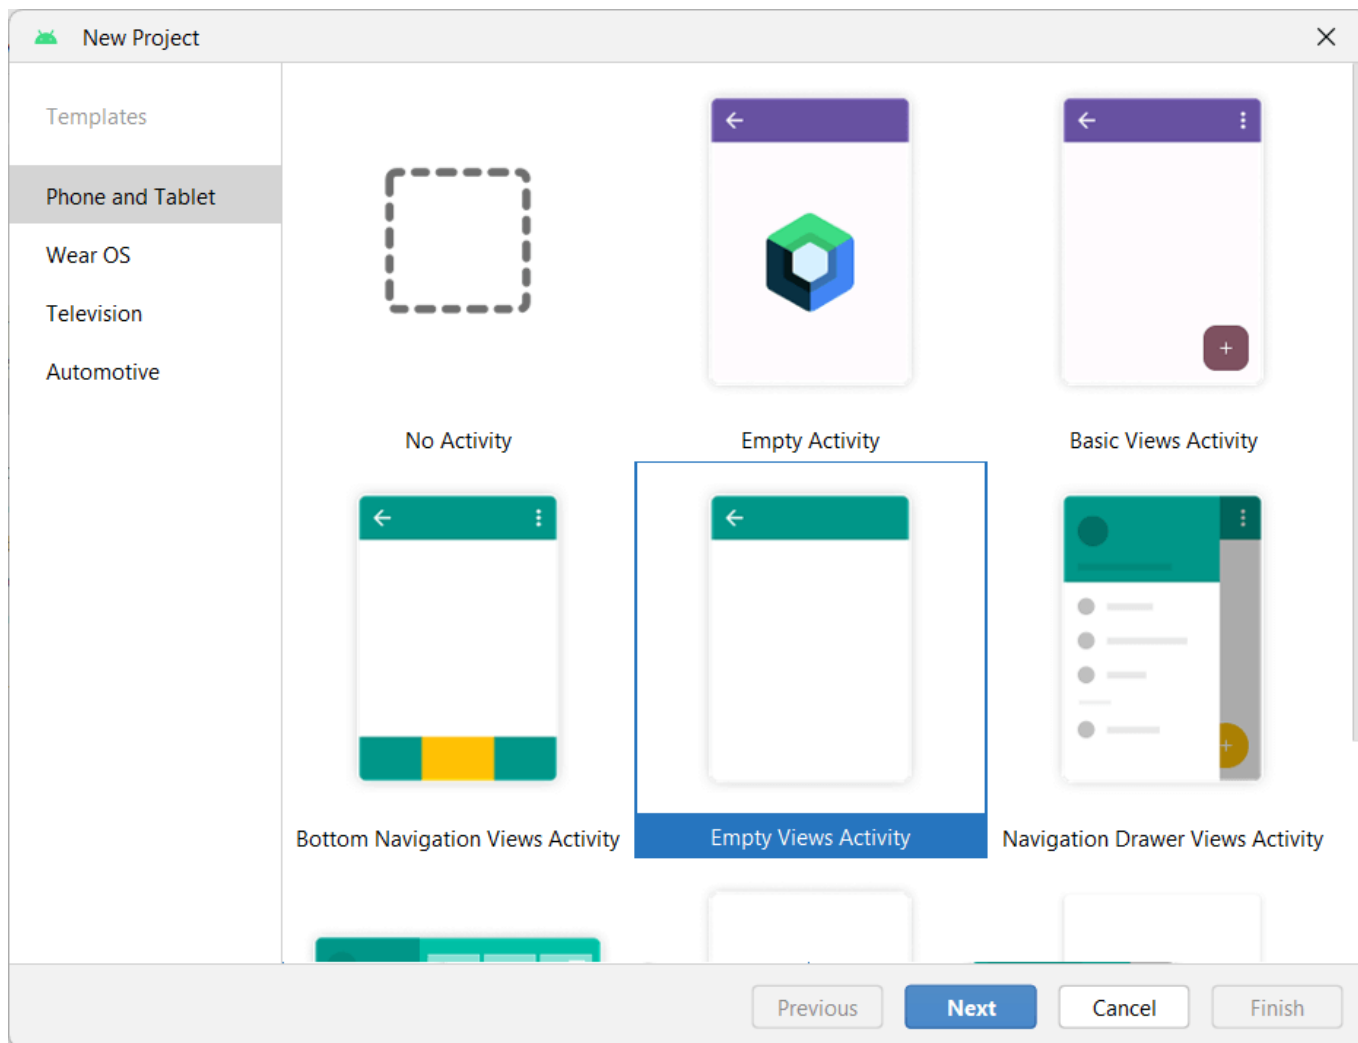 New Project
Templates
Phone and Tablet
Wear OS
Television
Automotive
No Activity
Empty Activity
Basic Views Activity
Bottom Navigation Views Activity
Empty Views Activity
Navigation Drawer Views Activity
Previous
Next
Cancel
Finish